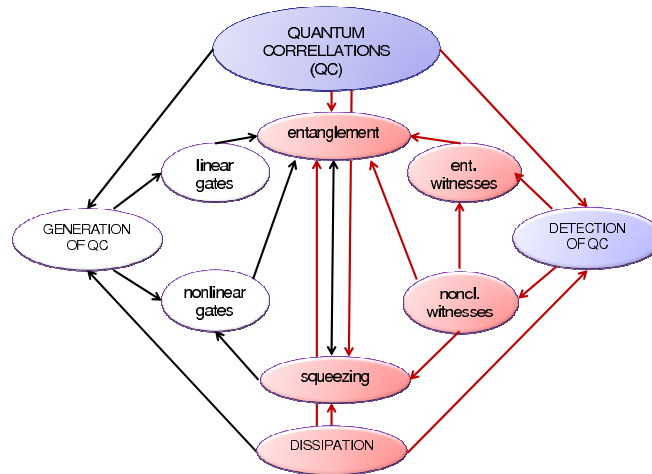 QUANTUM
CORRELLATIONS
(QC)
entanglement
linear
gates
ent.
witnesses
GENERATION
OF QC
DETECTION
OF QC
nonlinear
gates
noncl.
witnesses
squeezing
DISSIPATION